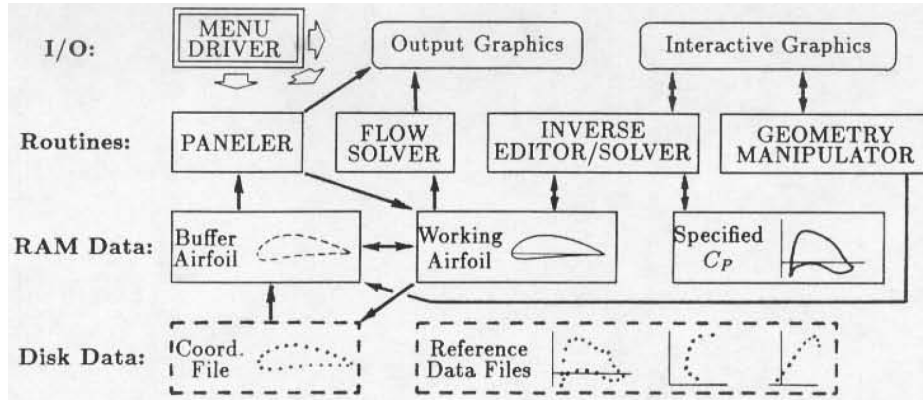 I/O:
MENU
DRIVER
Output Graphics
Interactive Graphics
Routines:
PANELER
FLOW
SOLVER
INVERSE
EDITOR/SOLVER
GEOMETRY
MANIPULATOR
RAM Data:
Buffer
Airfoil
Working
Airfoil
Specified
C_P
Disk Data:
Coord.
File
Reference
Data Files